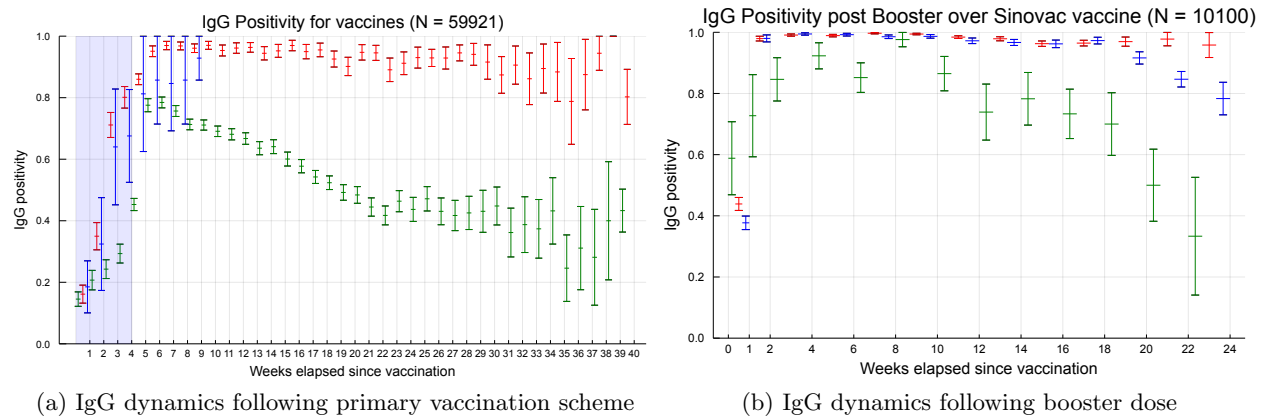 IgG Positivity for vaccines (N = 59921)
IgG positivity
1.0
0.8
0.6
0.4
0.2
0.0
1 2 3 4 5 6 7 8 9 10 11 12 13 14 15 16 17 18 19 20 21 22 23 24 25 26 27 28 29 30 31 32 33 34 35 36 37 38 39 40
Weeks elapsed since vaccination
(a) IgG dynamics following primary vaccination scheme
IgG Positivity post Booster over Sinovac vaccine (N = 10100)
IgG positivity
1.0
0.8
0.6
0.4
0.2
0.0
0 1 2 4 6 8 10 12 14 16 18 20 22 24
Weeks elapsed since vaccination
(b) IgG dynamics following booster dose